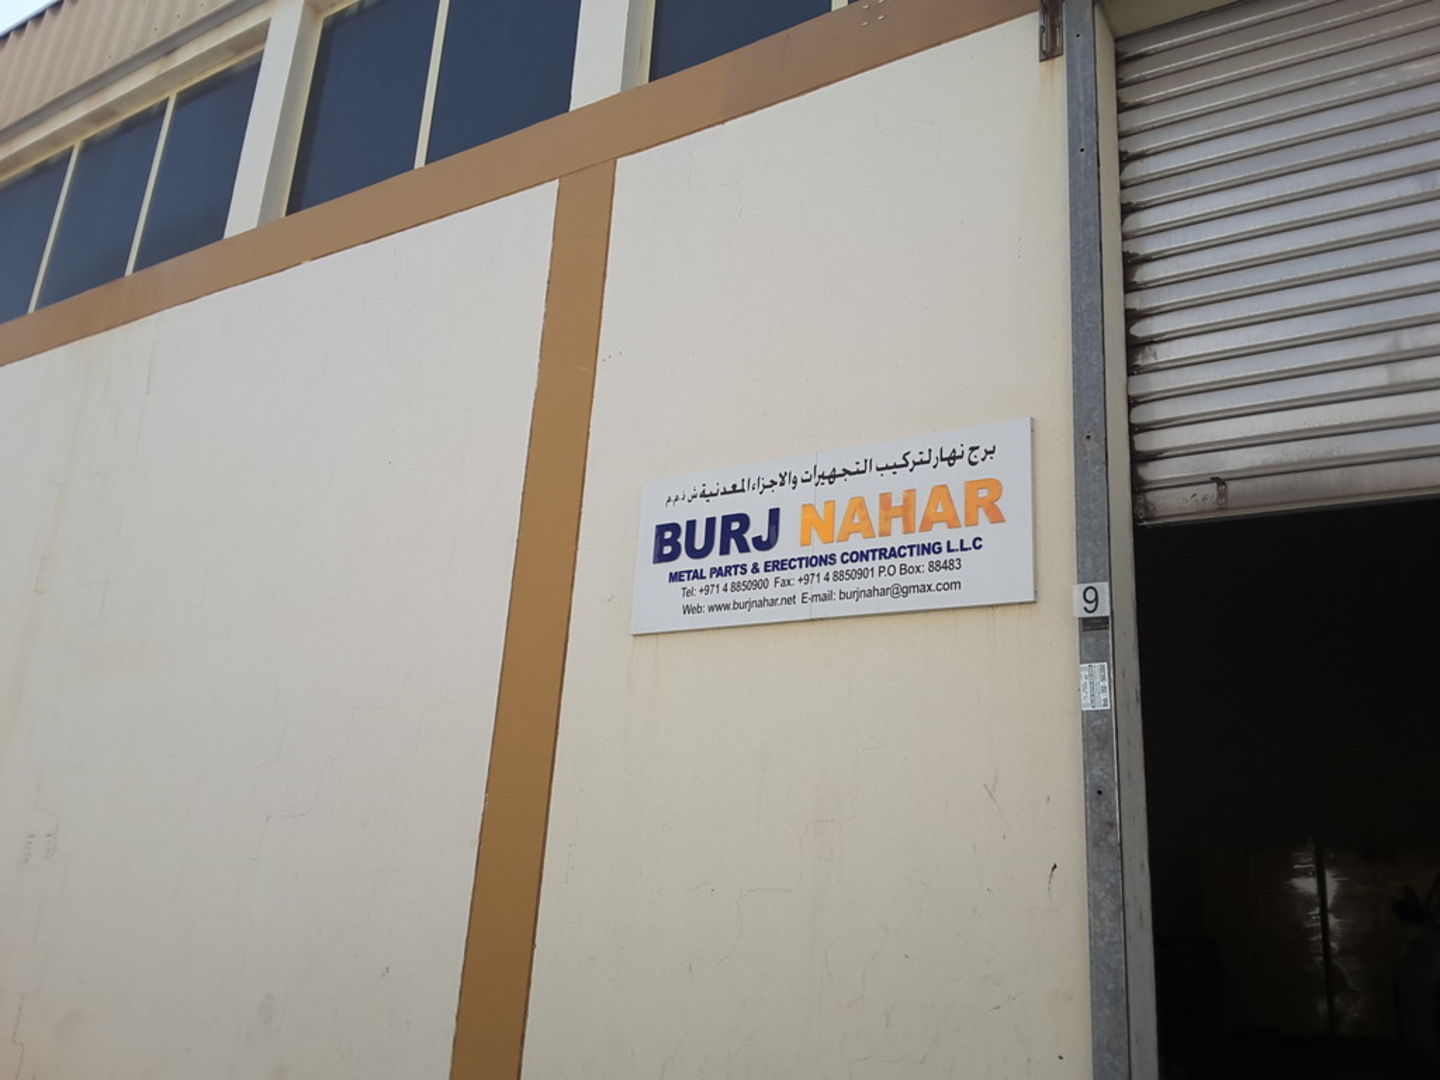 برج نهار لتركيب التجهيزات والاجزاء المعدنية ش.ذ.م.م
BURJ NAHAR
METAL PARTS & ERECTIONS CONTRACTING L.L.C
Tel: +971 4 8850900 Fax: +971 4 8850901 P.O Box: 88483
Web: www.burjnahar.net E-mail: burjnahar@gmax.com
9